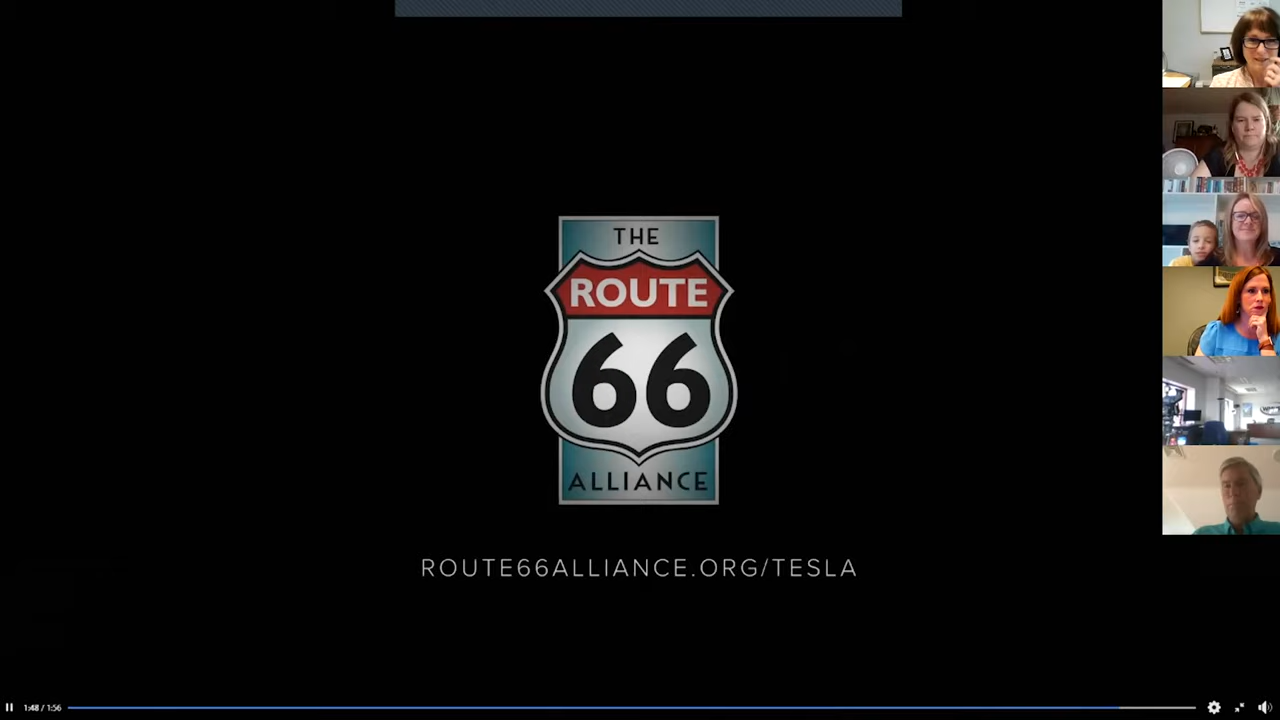 THE
ROUTE
66
ALLIANCE
ROUTE66ALLIANCE.ORG/TESLA
1:48 / 1:56